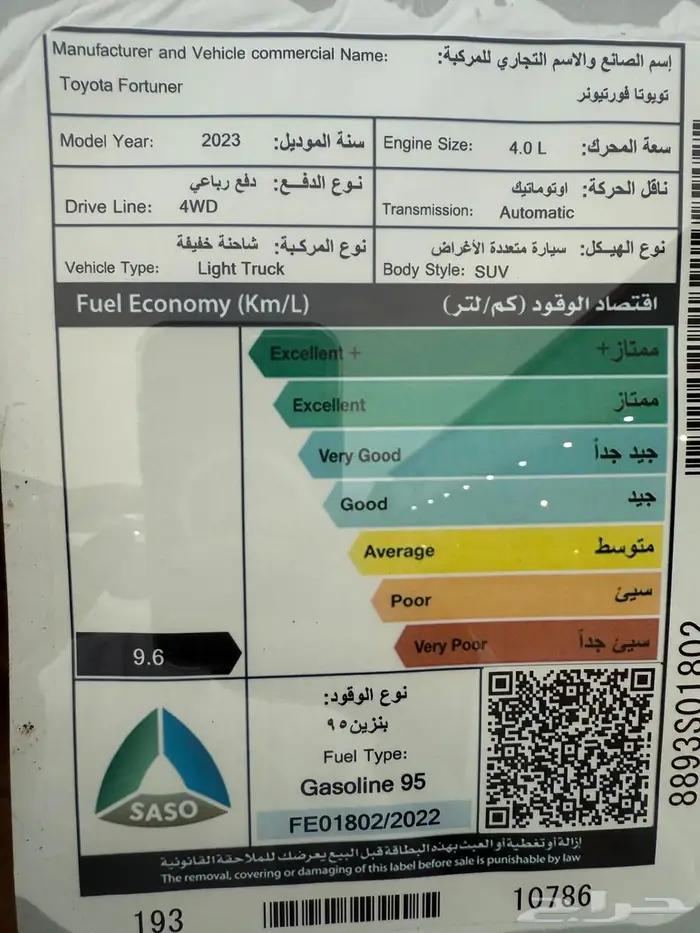 Manufacturer and Vehicle commercial Name:
إسم الصانع والاسم التجاري للمركبة:
Toyota Fortuner
تويوتا فورتيونر
Model Year: 2023 سنة الموديل:
Engine Size: 4.0 L سعة المحرك:
نوع الدفع: دفع رباعي
Drive Line: 4WD
ناقل الحركة: اوتوماتيك
Transmission: Automatic
نوع المركبة: شاحنة خفيفة
Vehicle Type: Light Truck
نوع الهيكل: سيارة متعددة الأغراض
Body Style: SUV
Fuel Economy (Km/L) اقتصاد الوقود (كم/لتر)
Excellent + ممتاز+
Excellent ممتاز
Very Good جيد جداً
Good جيد
Average متوسط
Poor سيئ
Very Poor سيئ جداً
9.6
SASO
نوع الوقود:
بنزين ٩٥
Fuel Type:
Gasoline 95
FE01802/2022
إزالة أو تغطية أو العبث بهذه البطاقة قبل البيع يعرضك للملاحقة القانونية
The removal, covering or damaging of this label before sale is punishable by law
193
10786
8893S01802
حراج